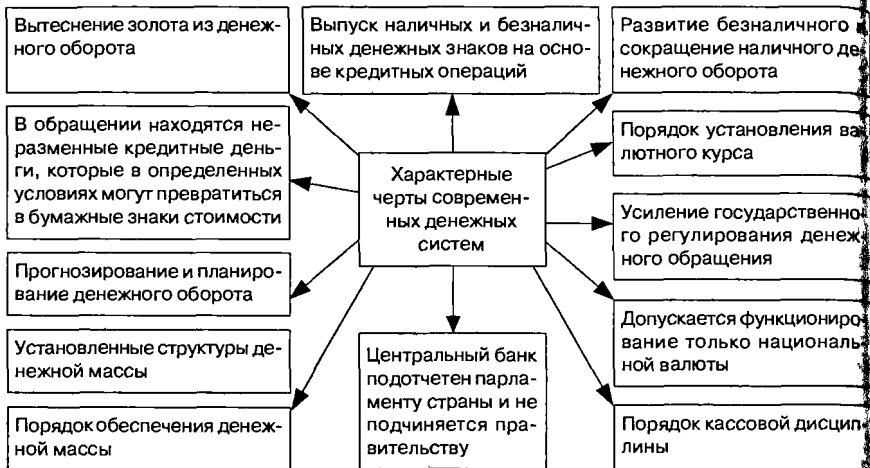 Вытеснение золота из денеж-
ного оборота
Выпуск наличных и безналич-
ных денежных знаков на осно-
ве кредитных операций
Развитие безналичного
сокращение наличного де-
нежного оборота
В обращении находятся не-
разменные кредитные день-
ги, которые в определенных
условиях могут превратиться
в бумажные знаки стоимости
Характерные
черты современ-
ных денежных
систем
Порядок установления ва-
лютного курса
Усиление государственно-
го регулирования денеж-
ного обращения
Прогнозирование и планиро-
вание денежного оборота
Установленные структуры де-
нежной массы
Порядок обеспечения денеж-
ной массы
Центральный банк
подотчетен парла-
менту страны и не
подчиняется пра-
вительству
Допускается функциониро-
вание только националь-
ной валюты
Порядок кассовой дисцип-
лины